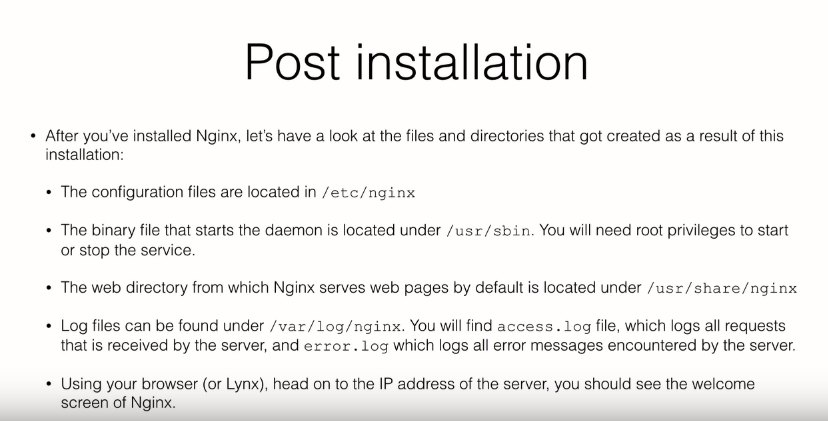 Post installation
• After you’ve installed Nginx, let’s have a look at the files and directories that got created as a result of this
installation:
• The configuration files are located in /etc/nginx
• The binary file that starts the daemon is located under /usr/sbin. You will need root privileges to start
or stop the service.
• The web directory from which Nginx serves web pages by default is located under /usr/share/nginx
• Log files can be found under /var/log/nginx. You will find access.log file, which logs all requests
that is received by the server, and error.log which logs all error messages encountered by the server.
• Using your browser (or Lynx), head on to the IP address of the server, you should see the welcome
screen of Nginx.